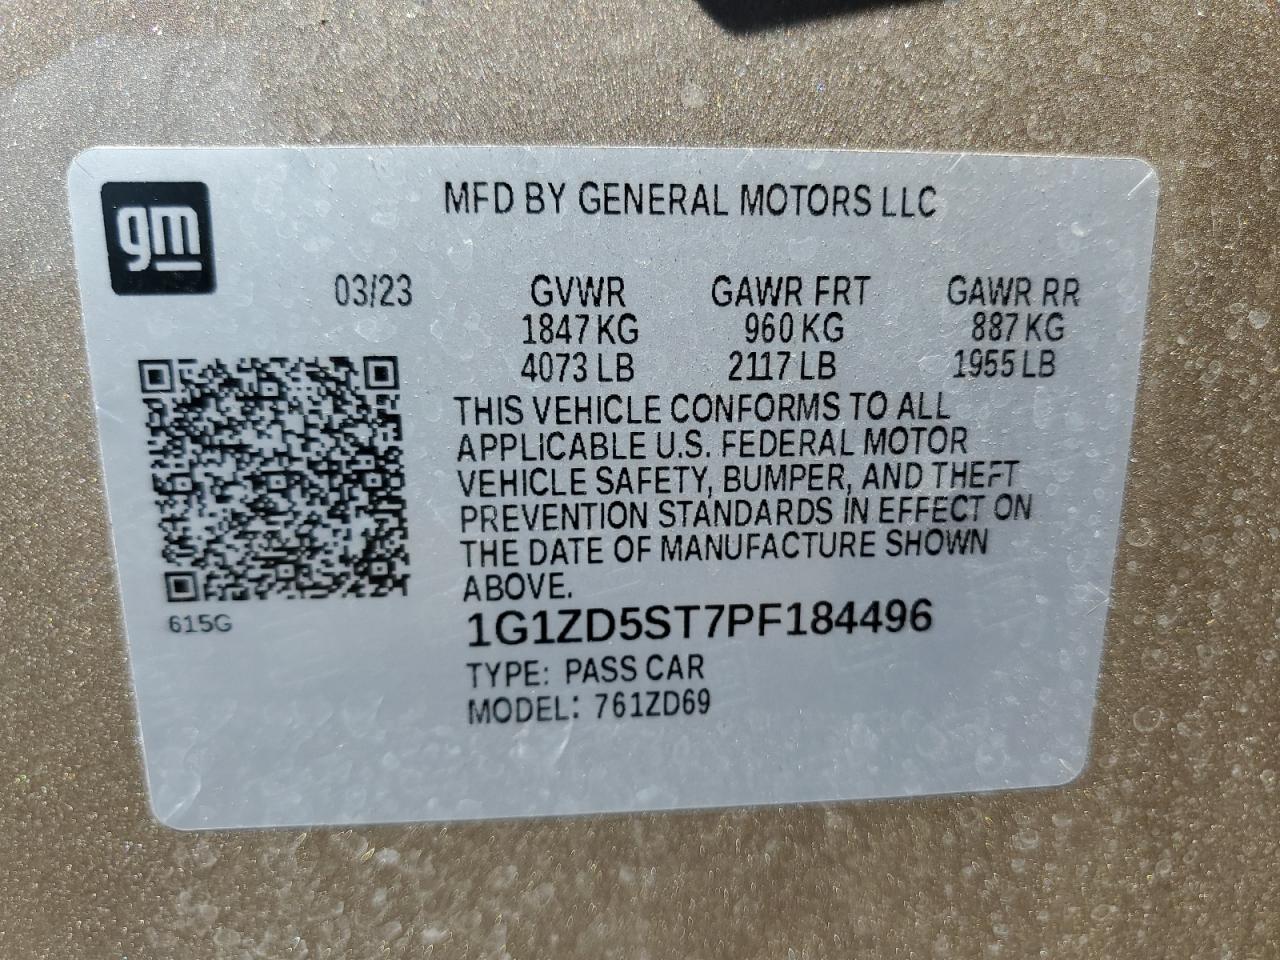 gm
MFD BY GENERAL MOTORS LLC
03/23 GVWR GAWR FRT GAWR RR
1847 KG 960 KG 887 KG
4073 LB 2117 LB 1955 LB
THIS VEHICLE CONFORMS TO ALL
APPLICABLE U.S. FEDERAL MOTOR
VEHICLE SAFETY, BUMPER, AND THEFT
PREVENTION STANDARDS IN EFFECT ON
THE DATE OF MANUFACTURE SHOWN
ABOVE.
615G
1G1ZD5ST7PF184496
TYPE: PASS CAR
MODEL: 761ZD69